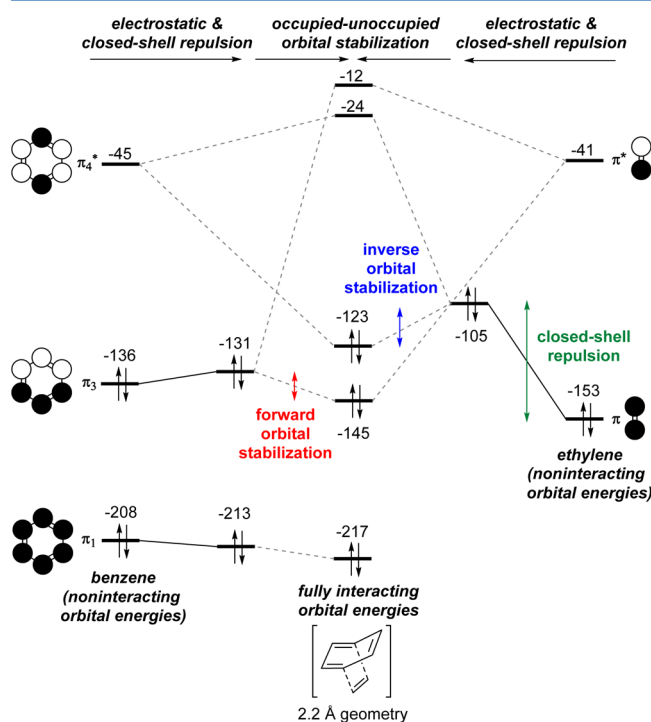 electrostatic &
closed-shell repulsion
occupied-unoccupied
orbital stabilization
electrostatic &
closed-shell repulsion
-12
-24
π4*
-45
-41
π*
inverse
orbital
stabilization
-123
-105
closed-shell
repulsion
-136
-131
π3
-153
π
forward
orbital
stabilization
-145
ethylene
(noninteracting
orbital energies)
-208
-213
-217
π1
benzene
(noninteracting
orbital energies)
fully interacting
orbital energies
2.2 Å geometry